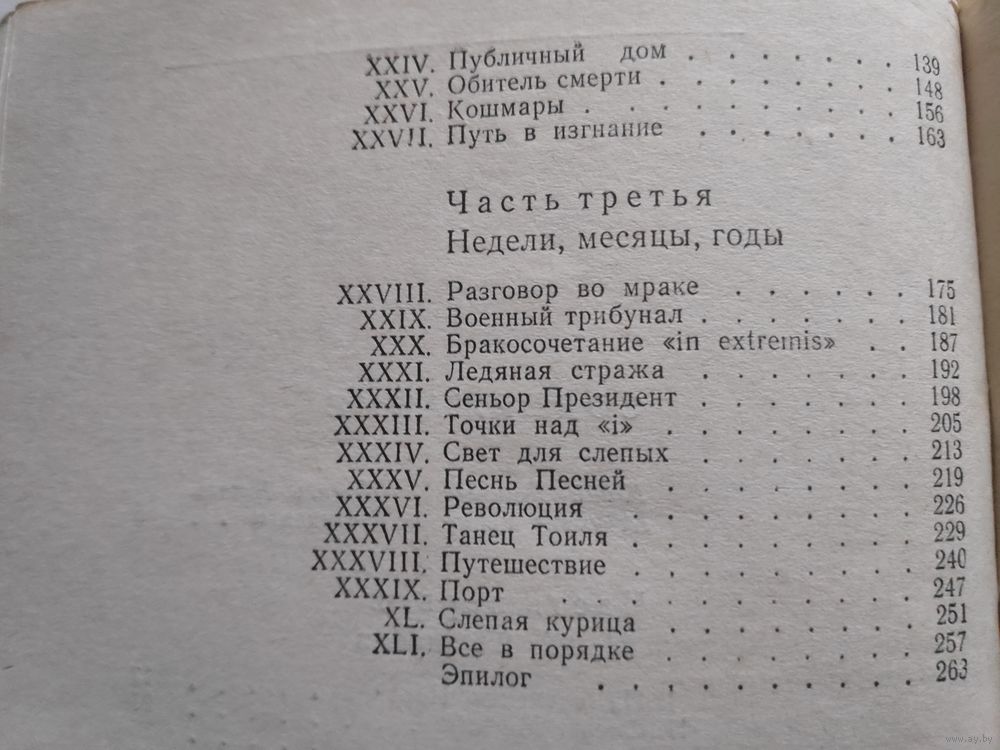 XXIV. Публичный дом . . . . . . . 139
XXV. Обитель смерти . . . . . . . . 148
XXVI. Кошмары . . . . . . . . . . 156
XXVII. Путь в изгнание . . . . . . . 163
Часть третья
Недели, месяцы, годы
XXVIII. Разговор во мраке . . . . . . 175
XXIX. Военный трибунал . . . . . . . 181
XXX. Бракосочетание «in extremis» . . 187
XXXI. Ледяная стража . . . . . . . 192
XXXII. Сеньор Президент . . . . . . . 198
XXXIII. Точки над «i» . . . . . . . . 205
XXXIV. Свет для слепых . . . . . . . 213
XXXV. Песнь Песней . . . . . . . . 219
XXXVI. Революция . . . . . . . . . 226
XXXVII. Танец Тоиля . . . . . . . . . 229
XXXVIII. Путешествие . . . . . . . . . 240
XXXIX. Порт . . . . . . . . . . . 247
XL. Слепая курица . . . . . . . . 251
XLI. Все в порядке . . . . . . . . 257
Эпилог . . . . . . . . . . 263
www.ay.by